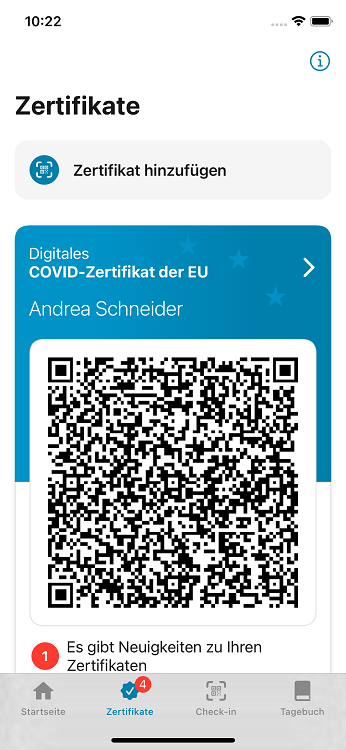 10:22
Zertifikate
Zertifikat hinzufügen
Digitales
COVID-Zertifikat der EU
Andrea Schneider
1
Es gibt Neuigkeiten zu Ihren
Zertifikaten
4
Startseite
Zertifikate
Check-in
Tagebuch